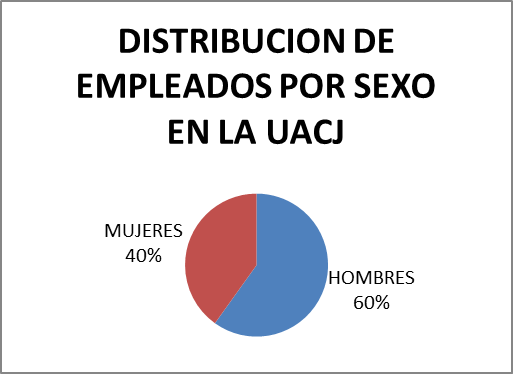 DISTRIBUCION DE
EMPLEADOS POR SEXO
EN LA UACJ
MUJERES
40%
HOMBRES
60%